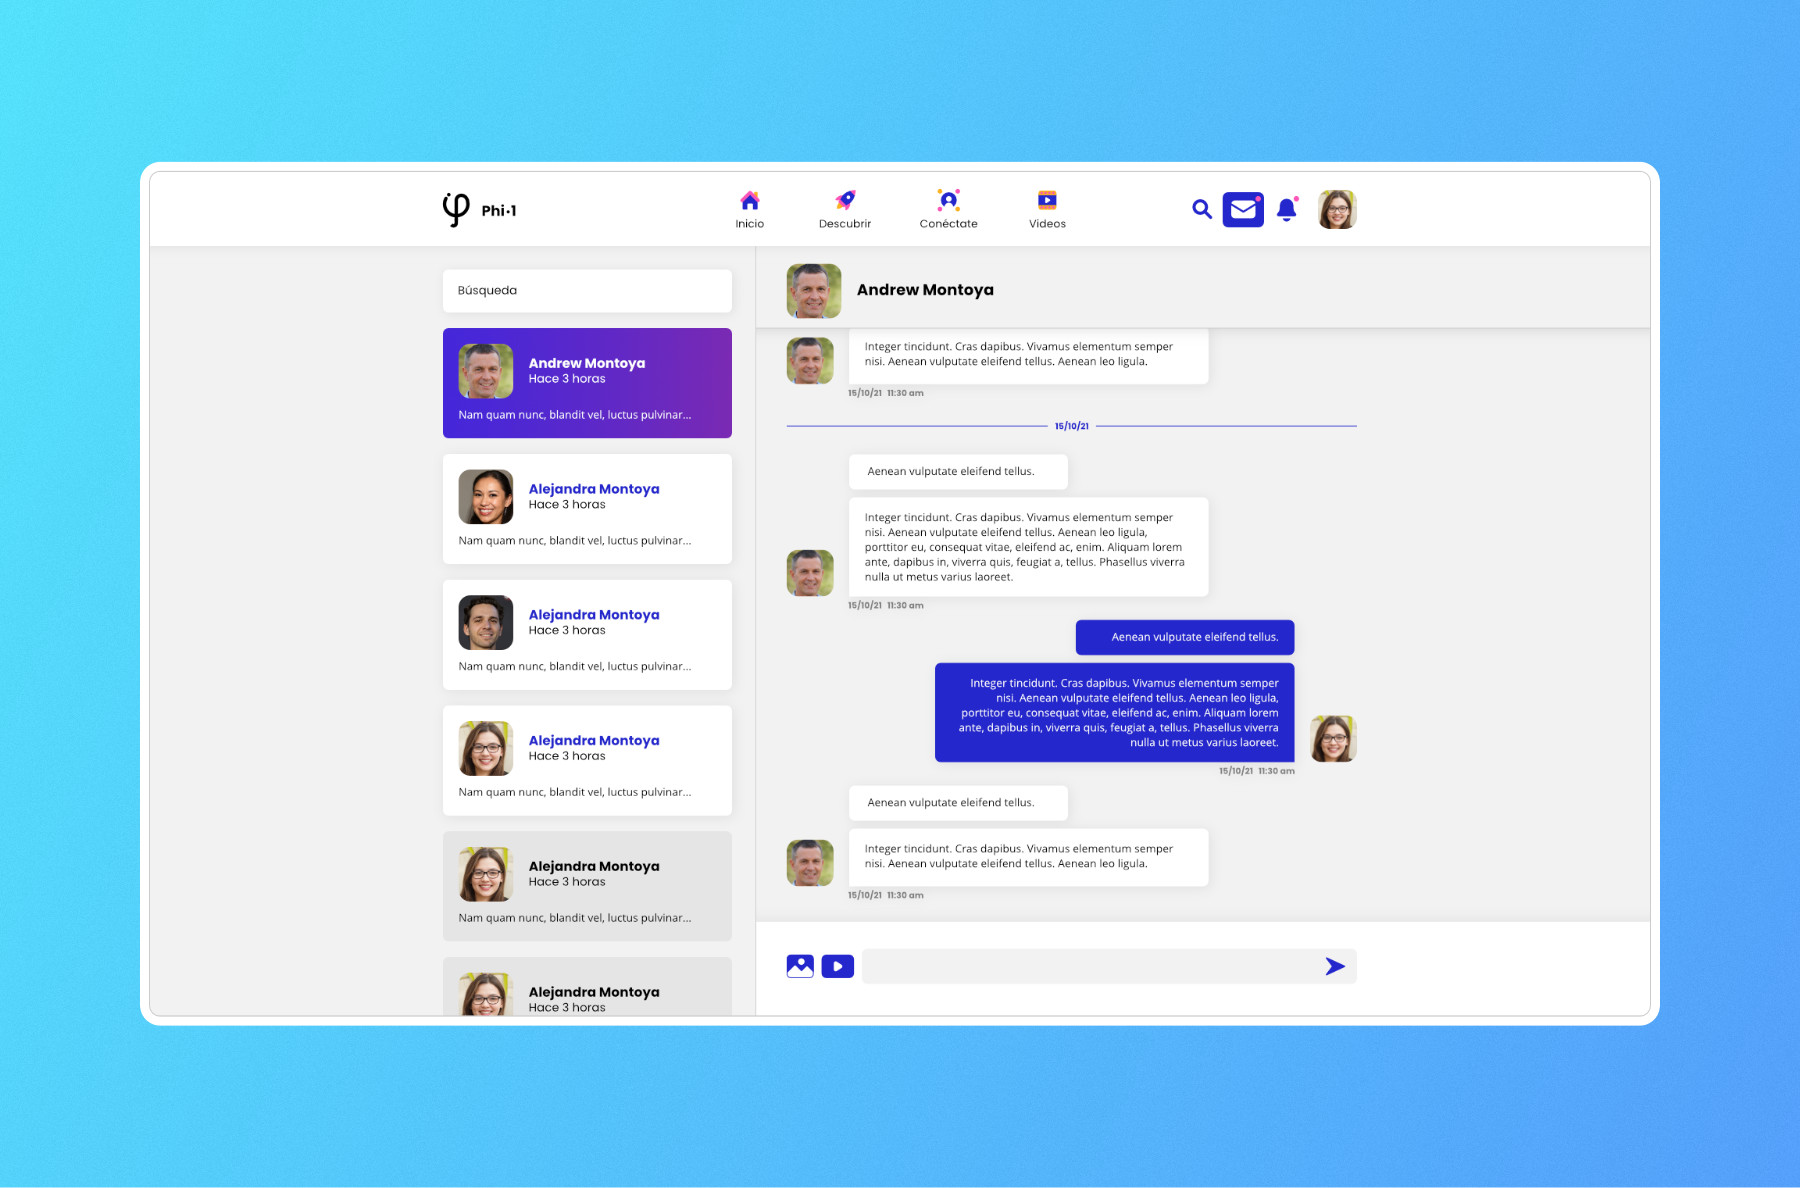 Phi·1
Inicio
Descubrir
Conéctate
Videos
Búsqueda
Andrew Montoya
Hace 3 horas
Nam quam nunc, blandit vel, luctus pulvinar...
Alejandra Montoya
Hace 3 horas
Nam quam nunc, blandit vel, luctus pulvinar...
Alejandra Montoya
Hace 3 horas
Nam quam nunc, blandit vel, luctus pulvinar...
Alejandra Montoya
Hace 3 horas
Nam quam nunc, blandit vel, luctus pulvinar...
Alejandra Montoya
Hace 3 horas
Nam quam nunc, blandit vel, luctus pulvinar...
Alejandra Montoya
Hace 3 horas
Andrew Montoya
Integer tincidunt. Cras dapibus. Vivamus elementum semper
nisi. Aenean vulputate eleifend tellus. Aenean leo ligula.
15/10/21 11:30 am
15/10/21
Aenean vulputate eleifend tellus.
Integer tincidunt. Cras dapibus. Vivamus elementum semper
nisi. Aenean vulputate eleifend tellus. Aenean leo ligula,
porttitor eu, consequat vitae, eleifend ac, enim. Aliquam lorem
ante, dapibus in, viverra quis, feugiat a, tellus. Phasellus viverra
nulla ut metus varius laoreet.
15/10/21 11:30 am
Aenean vulputate eleifend tellus.
Integer tincidunt. Cras dapibus. Vivamus elementum semper
nisi. Aenean vulputate eleifend tellus. Aenean leo ligula,
porttitor eu, consequat vitae, eleifend ac, enim. Aliquam lorem
ante, dapibus in, viverra quis, feugiat a, tellus. Phasellus viverra
nulla ut metus varius laoreet.
15/10/21 11:30 am
Aenean vulputate eleifend tellus.
Integer tincidunt. Cras dapibus. Vivamus elementum semper
nisi. Aenean vulputate eleifend tellus. Aenean leo ligula.
15/10/21 11:30 am